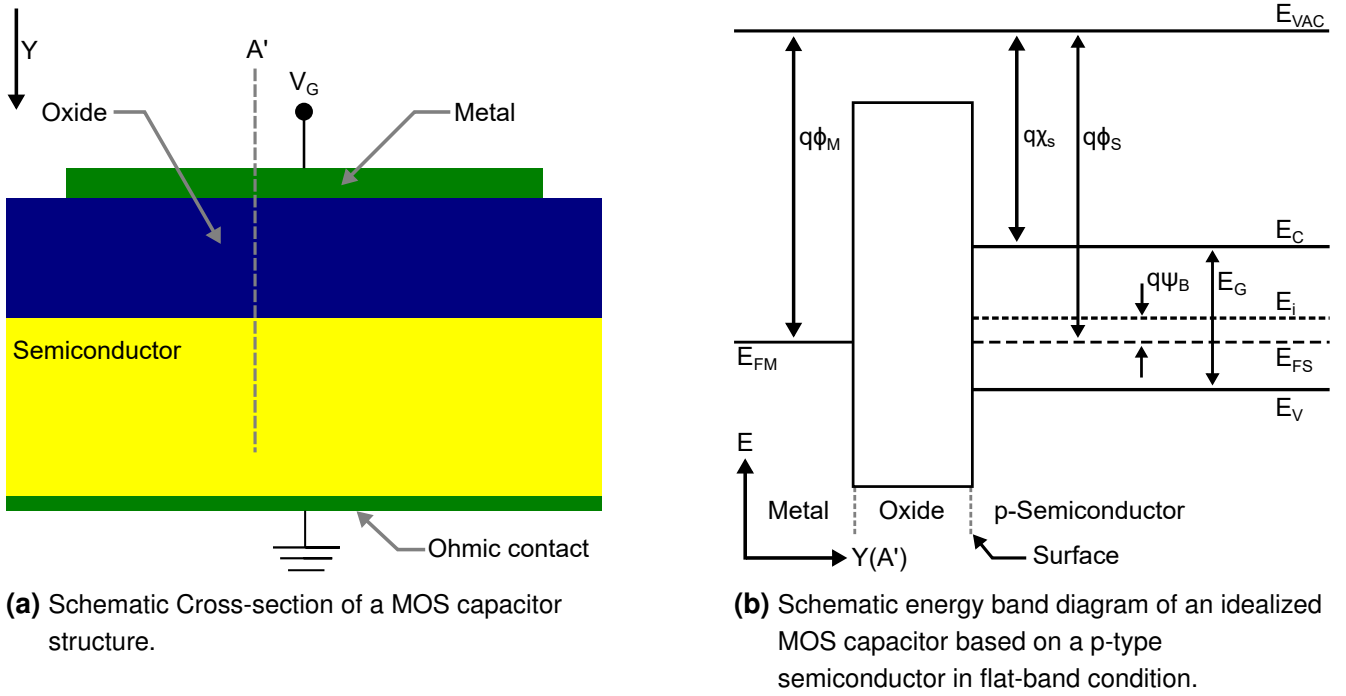 Y
A'
V_G
Oxide
Metal
Semiconductor
Ohmic contact
(a) Schematic Cross-section of a MOS capacitor
structure.
E_VAC
qϕ_M
qχ_s
qϕ_S
E_C
qψ_B
E_G
E_i
E_FM
E_FS
E_V
E
Metal
Oxide
p-Semiconductor
Y(A')
Surface
(b) Schematic energy band diagram of an idealized
MOS capacitor based on a p-type
semiconductor in flat-band condition.